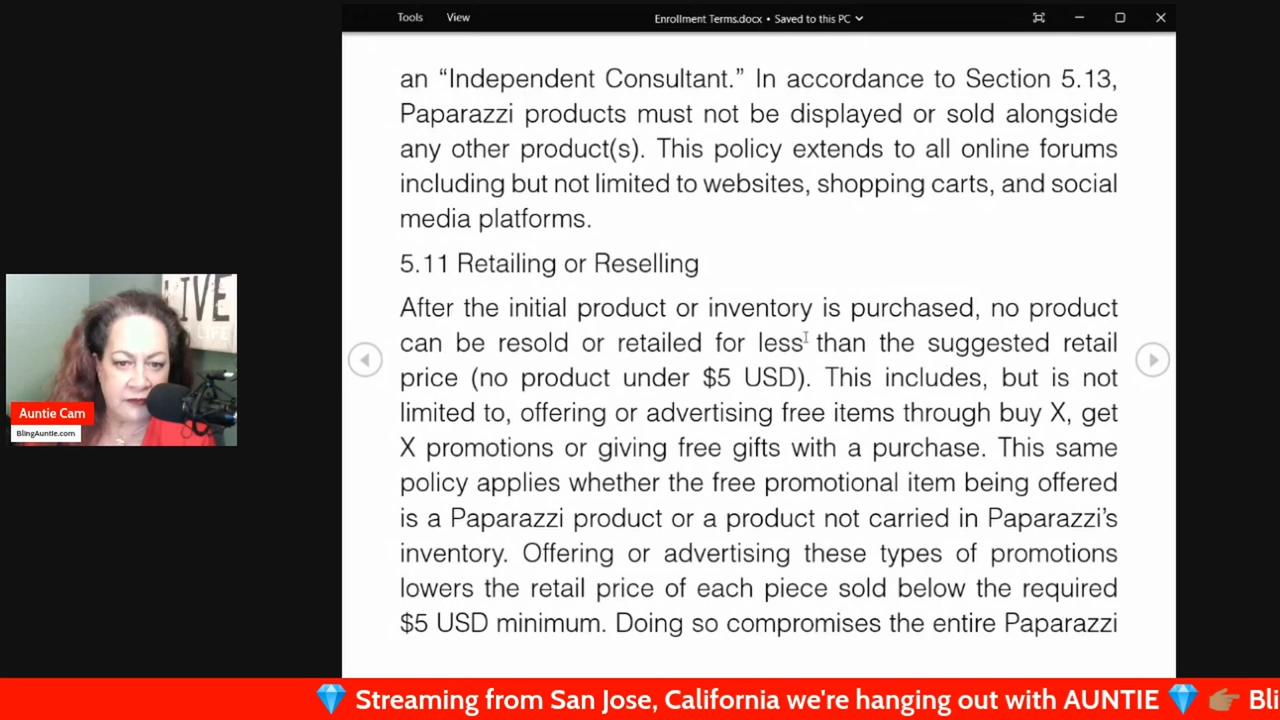 Tools View Enrollment Terms.docx • Saved to this PC
an “Independent Consultant.” In accordance to Section 5.13,
Paparazzi products must not be displayed or sold alongside
any other product(s). This policy extends to all online forums
including but not limited to websites, shopping carts, and social
media platforms.
5.11 Retailing or Reselling
After the initial product or inventory is purchased, no product
can be resold or retailed for less than the suggested retail
price (no product under $5 USD). This includes, but is not
limited to, offering or advertising free items through buy X, get
X promotions or giving free gifts with a purchase. This same
policy applies whether the free promotional item being offered
is a Paparazzi product or a product not carried in Paparazzi’s
inventory. Offering or advertising these types of promotions
lowers the retail price of each piece sold below the required
$5 USD minimum. Doing so compromises the entire Paparazzi
IVE
LIFE
Auntie Cam
BlingAuntie.com
💎 Streaming from San Jose, California we're hanging out with AUNTIE 💎 👉🏽 Bli